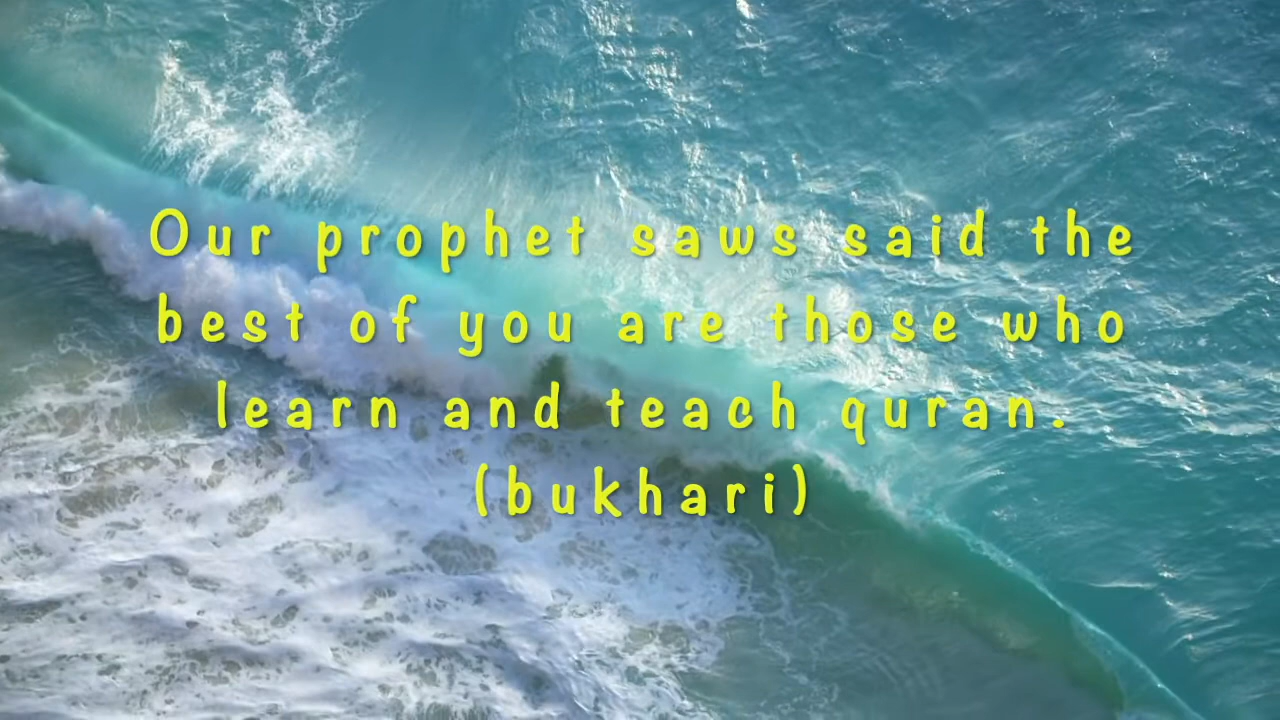 Our prophet saws said the
best of you are those who
learn and teach quran.
(bukhari)